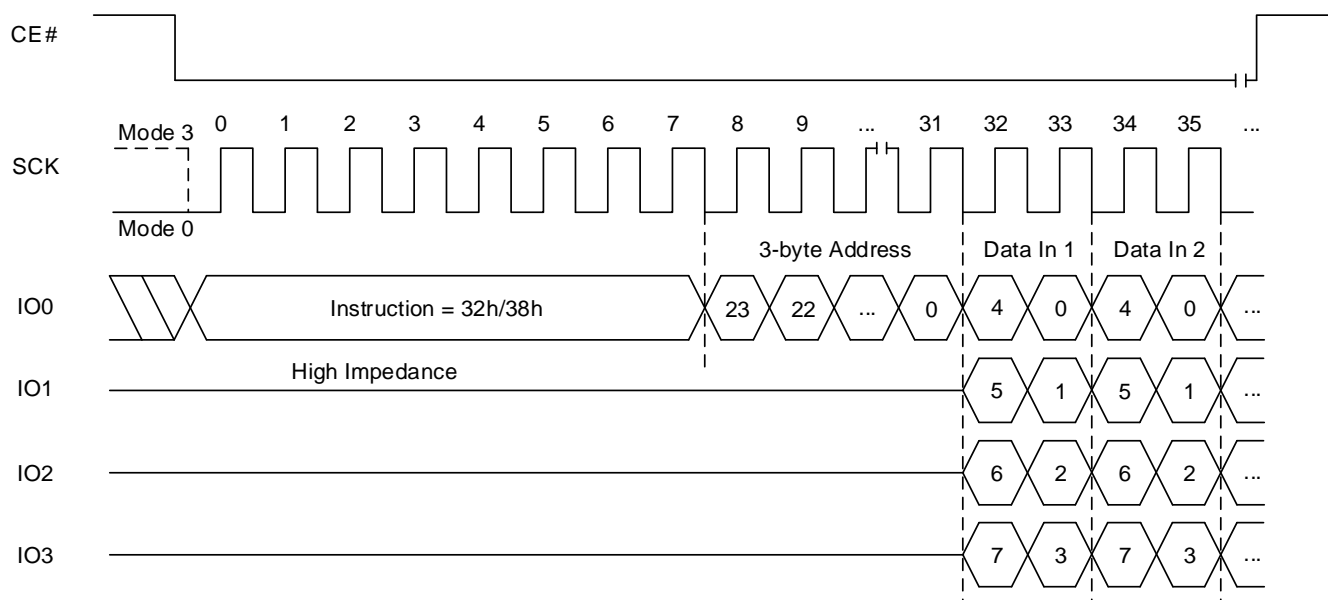 CE#
Mode 3 0 1 2 3 4 5 6 7 8 9 ... 31 32 33 34 35 ...
SCK
Mode 0
3-byte Address Data In 1 Data In 2
IO0 Instruction = 32h/38h 23 22 ... 0 4 0 4 0 ...
High Impedance
IO1 5 1 5 1 ...
IO2 6 2 6 2 ...
IO3 7 3 7 3 ...